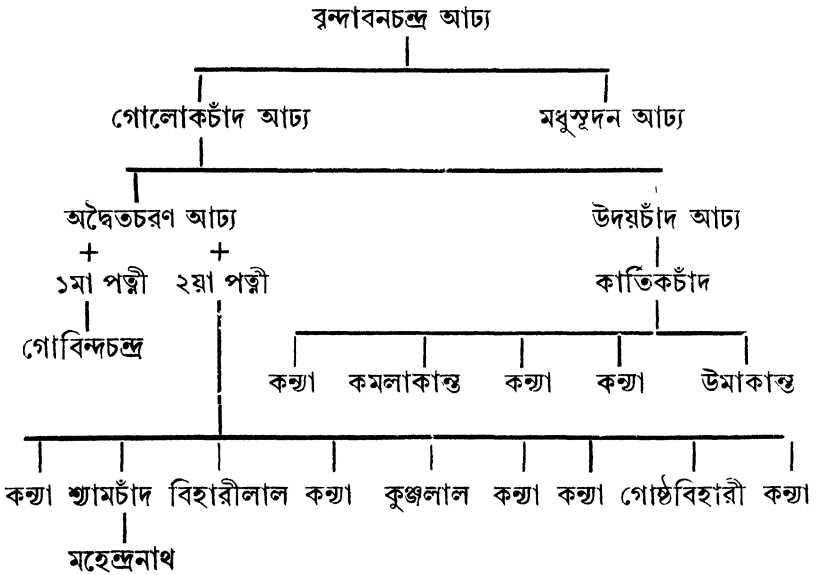 বৃন্দাবনচন্দ্র আঢ্য
গোলোকচাঁদ আঢ্য মধুসূদন আঢ্য
অদ্বৈতচরণ আঢ্য উদয়চাঁদ আঢ্য
+ +
১মা পত্নী ২য়া পত্নী কার্তিকচাঁদ
গোবিন্দচন্দ্র
কন্যা কমলাকান্ত কন্যা কন্যা উমাকান্ত
কন্যা শ্যামচাঁদ বিহারীলাল কন্যা কুঞ্জলাল কন্যা কন্যা গোষ্ঠবিহারী কন্যা
মহেন্দ্রনাথ